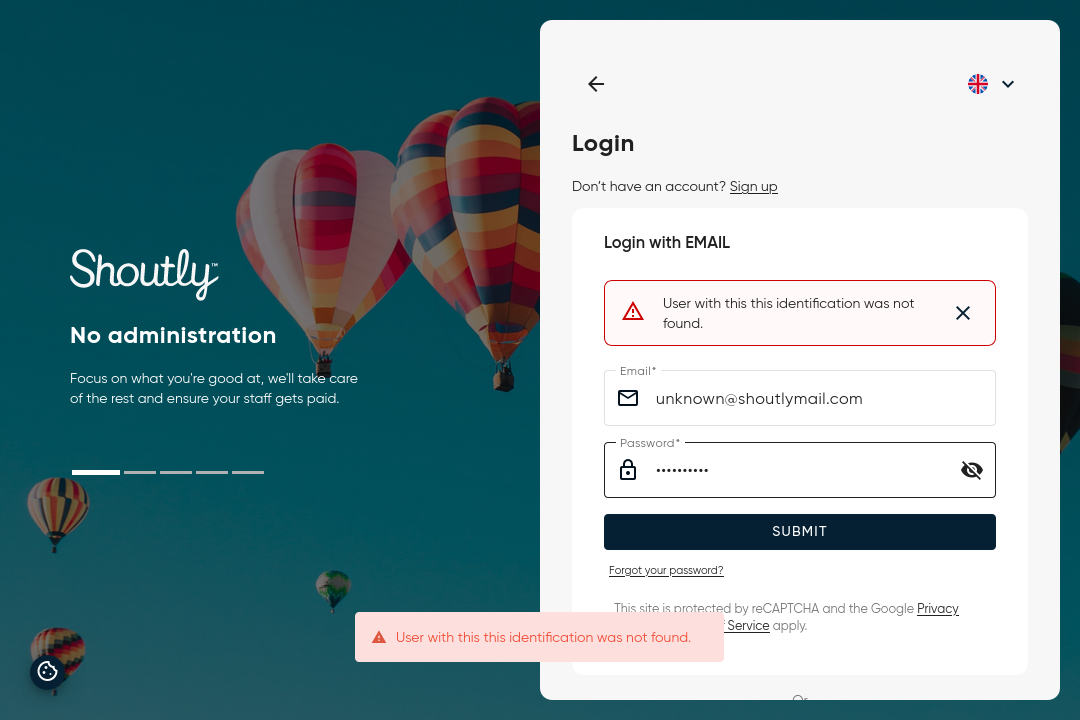 Shoutly™
No administration
Focus on what you're good at, we'll take care
of the rest and ensure your staff gets paid.
Login
Don't have an account? Sign up
Login with EMAIL
User with this this identification was not
found.
Email*
unknown@shoutlymail.com
Password*
••••••••••
SUBMIT
Forgot your password?
This site is protected by reCAPTCHA and the Google Privacy
Service apply.
User with this this identification was not found.
Or